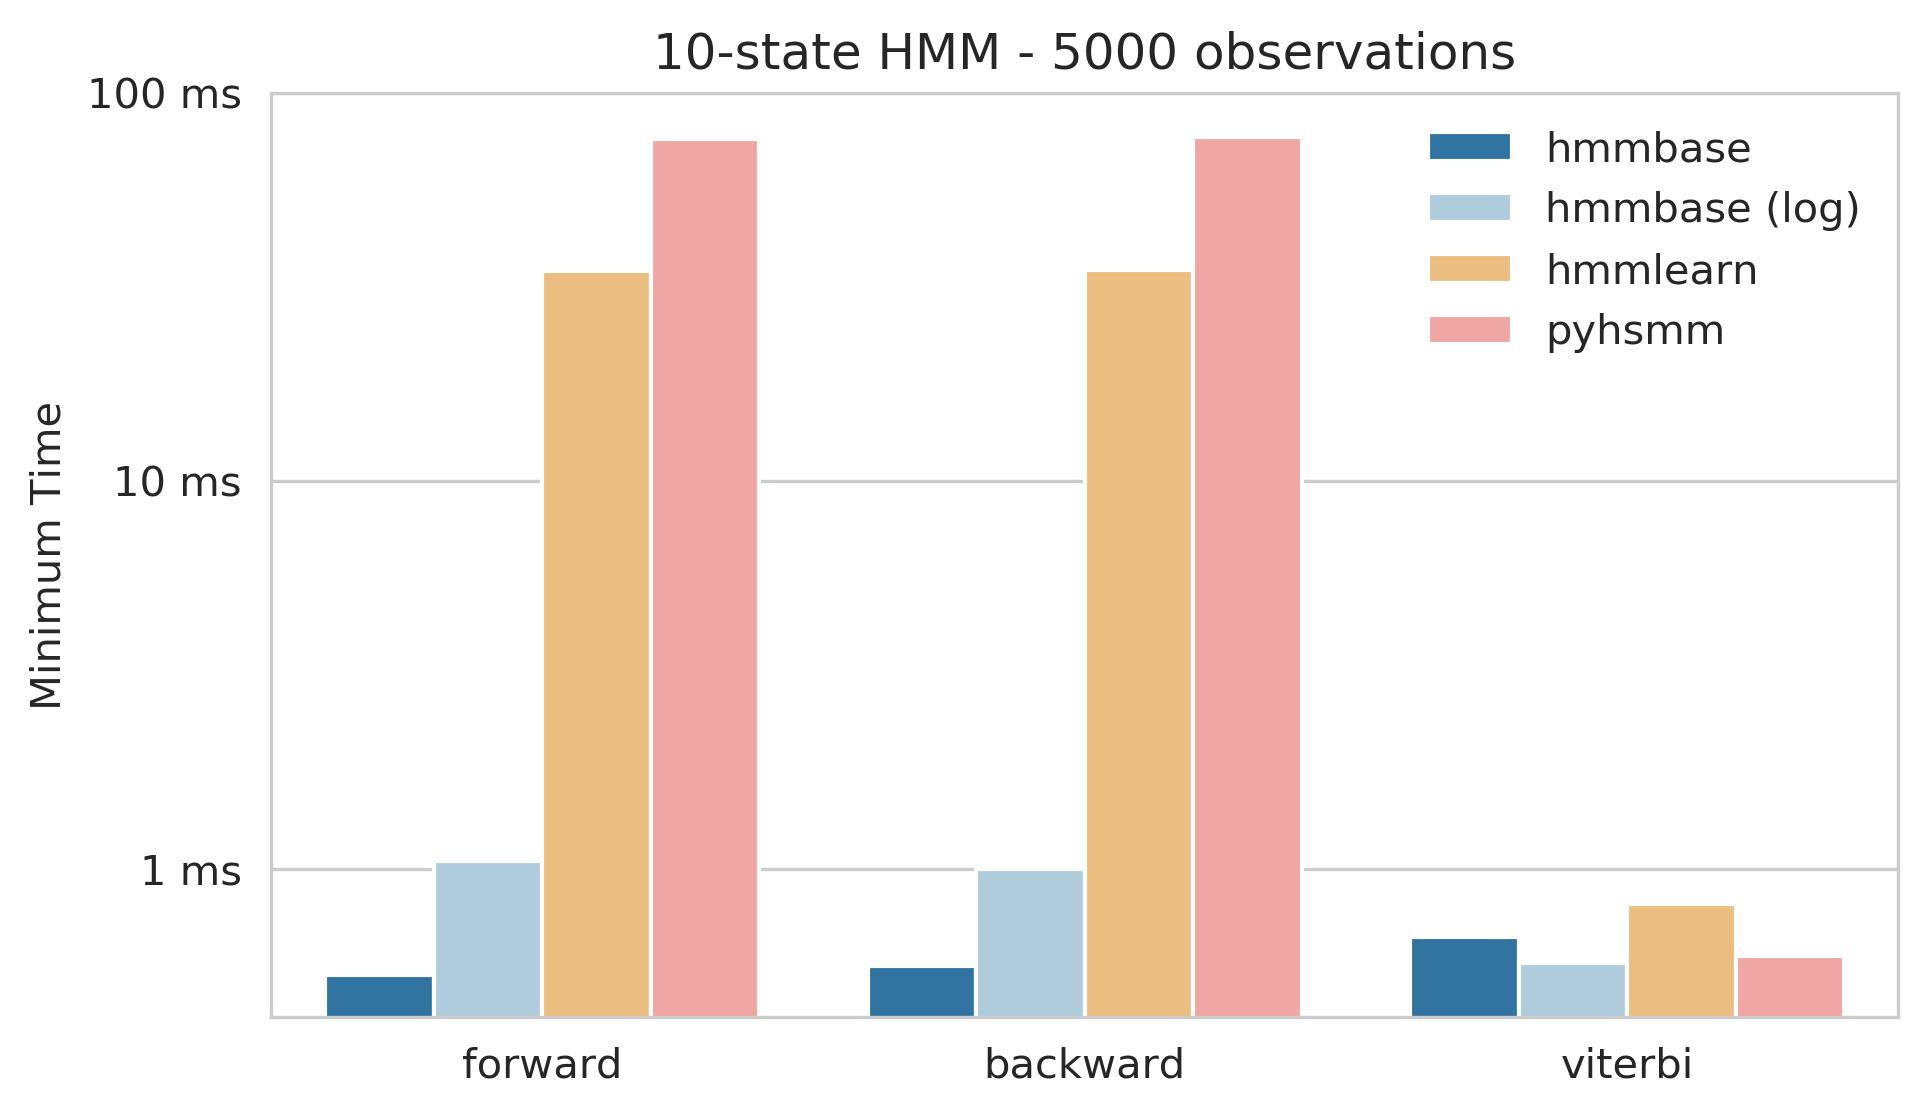 10-state HMM - 5000 observations
100 ms
10 ms
1 ms
Minimum Time
hmmbase
hmmbase (log)
hmmlearn
pyhsmm
forward
backward
viterbi